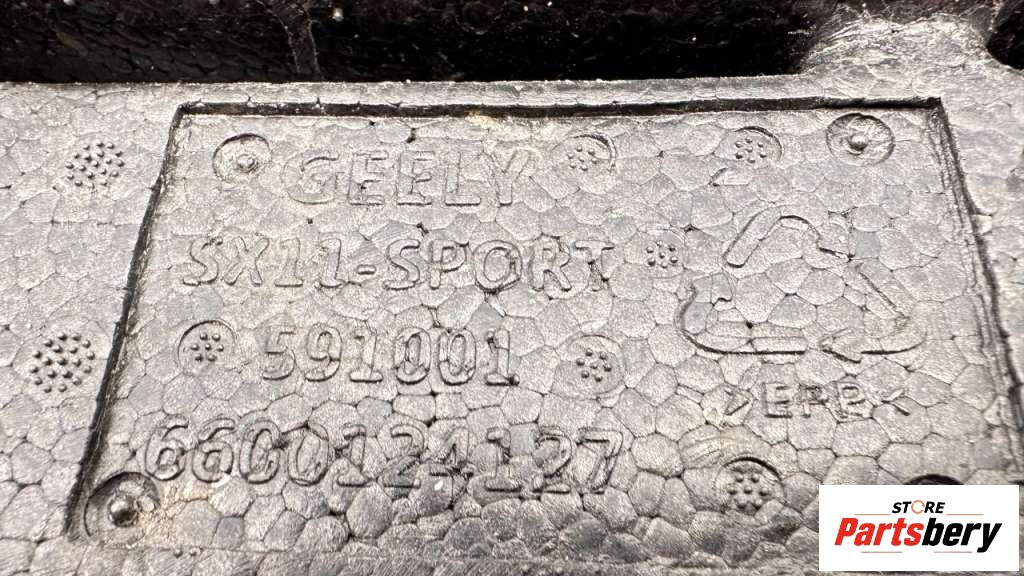 GEELY
SX11-SPORT
591001
6600124127
>EPP<
STORE
Partsbery